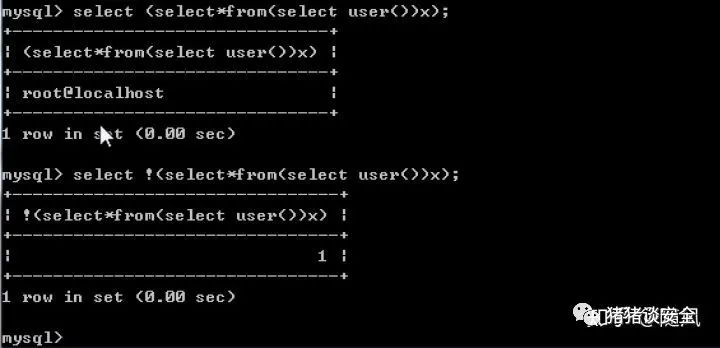 mysql> select (select*from(select user())x);
+-------------------------------+
| (select*from(select user())x) |
+-------------------------------+
| root@localhost                |
+-------------------------------+
1 row in set (0.00 sec)
mysql> select !(select*from(select user())x);
+--------------------------------+
| !(select*from(select user())x) |
+--------------------------------+
|                              1 |
+--------------------------------+
1 row in set (0.00 sec)
mysql>
猪猪谈安全